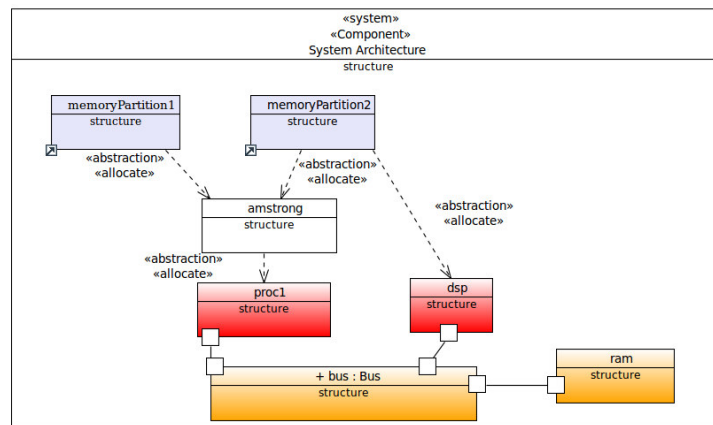 «system»
«Component»
System Architecture
structure
memoryPartition1
structure
memoryPartition2
structure
«abstraction»
«allocate»
«abstraction»
«allocate»
«abstraction»
«allocate»
amstrong
structure
«abstraction»
«allocate»
proc1
structure
dsp
structure
+ bus : Bus
structure
ram
structure